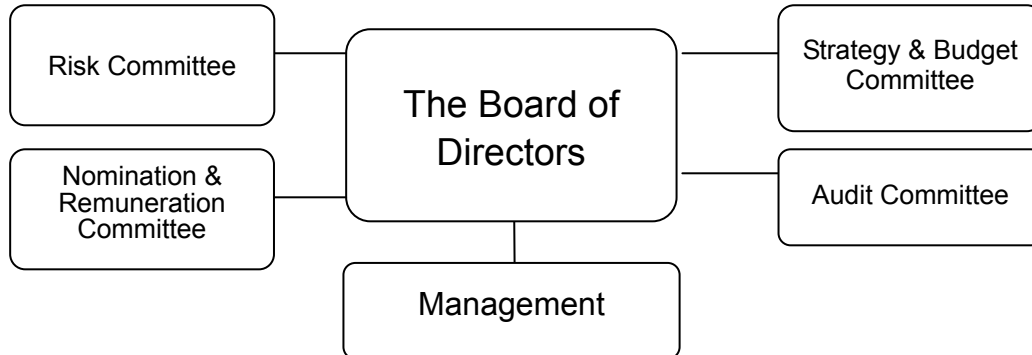 Risk Committee
The Board of
Directors
Strategy & Budget
Committee
Nomination &
Remuneration
Committee
Audit Committee
Management